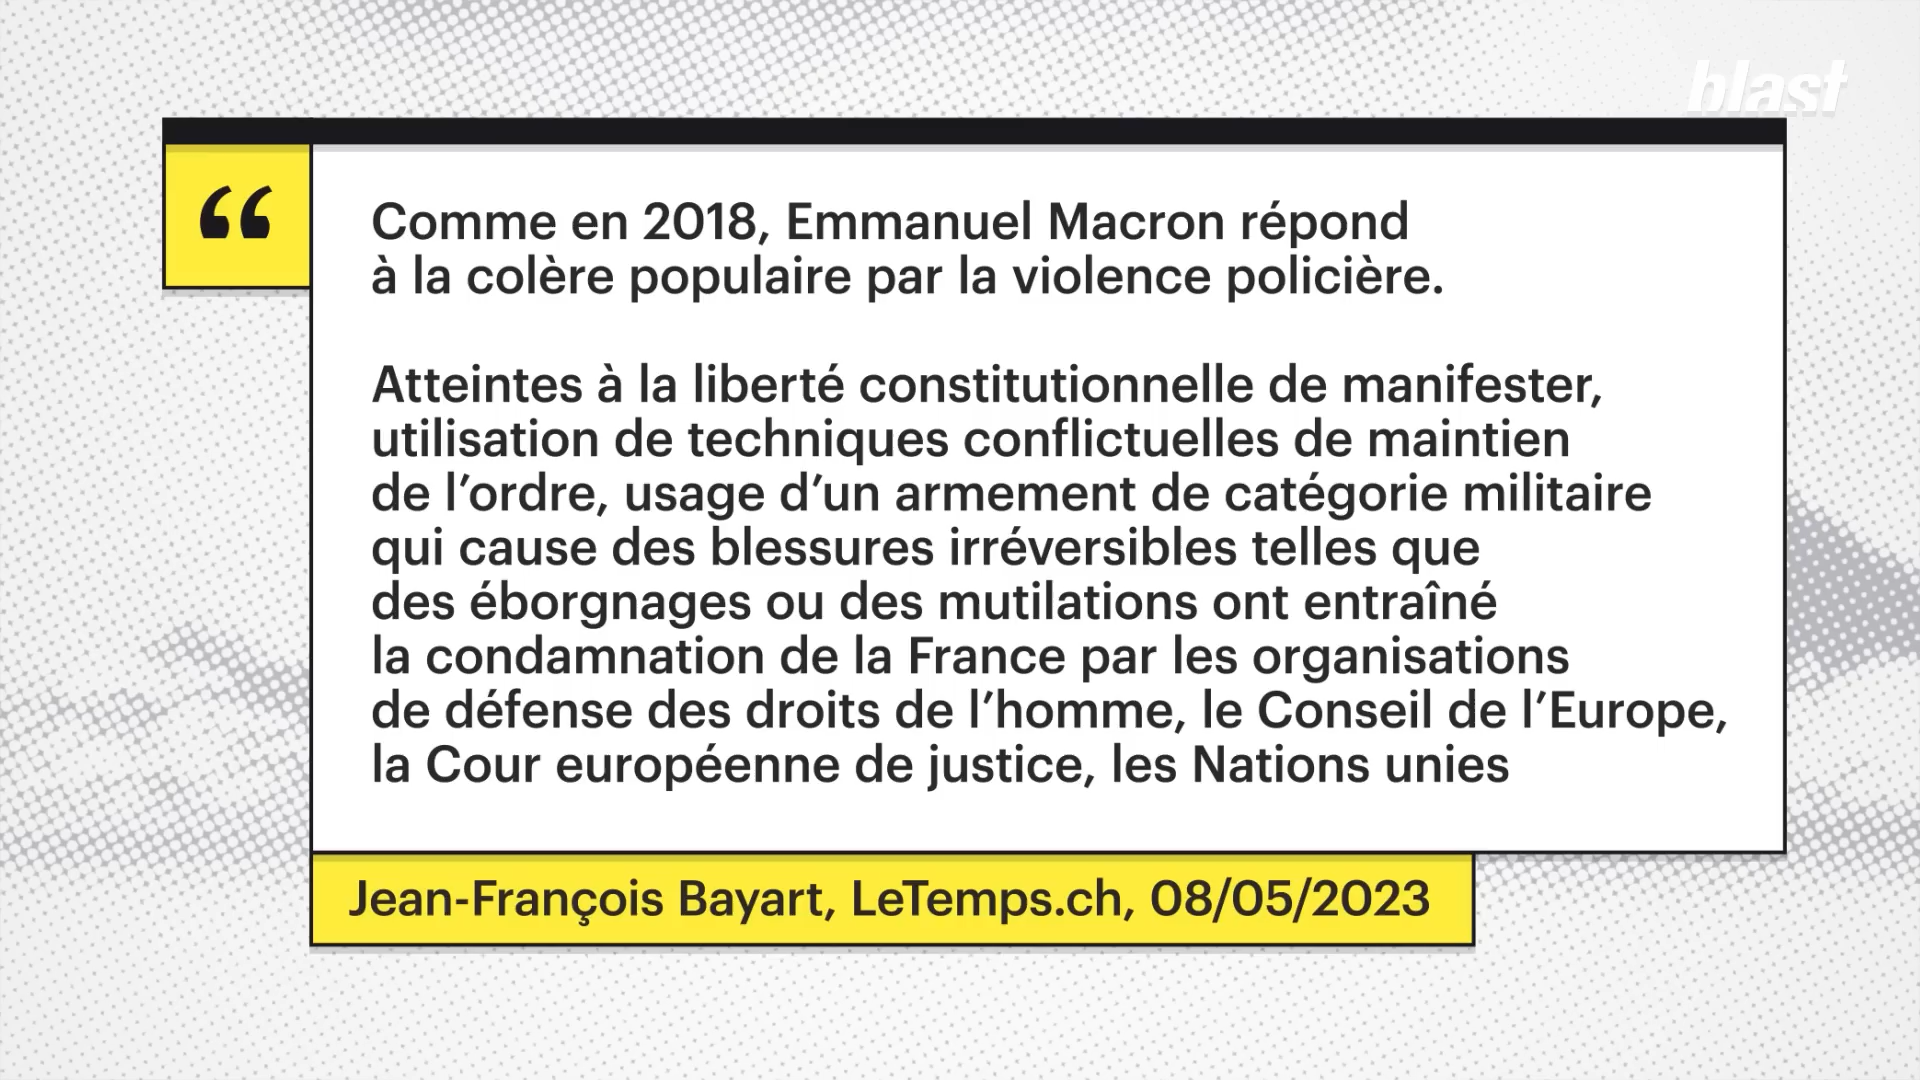 blast
“
Comme en 2018, Emmanuel Macron répond
à la colère populaire par la violence policière.
Atteintes à la liberté constitutionnelle de manifester,
utilisation de techniques conflictuelles de maintien
de l’ordre, usage d’un armement de catégorie militaire
qui cause des blessures irréversibles telles que
des éborgnages ou des mutilations ont entraîné
la condamnation de la France par les organisations
de défense des droits de l’homme, le Conseil de l’Europe,
la Cour européenne de justice, les Nations unies
Jean-François Bayart, LeTemps.ch, 08/05/2023